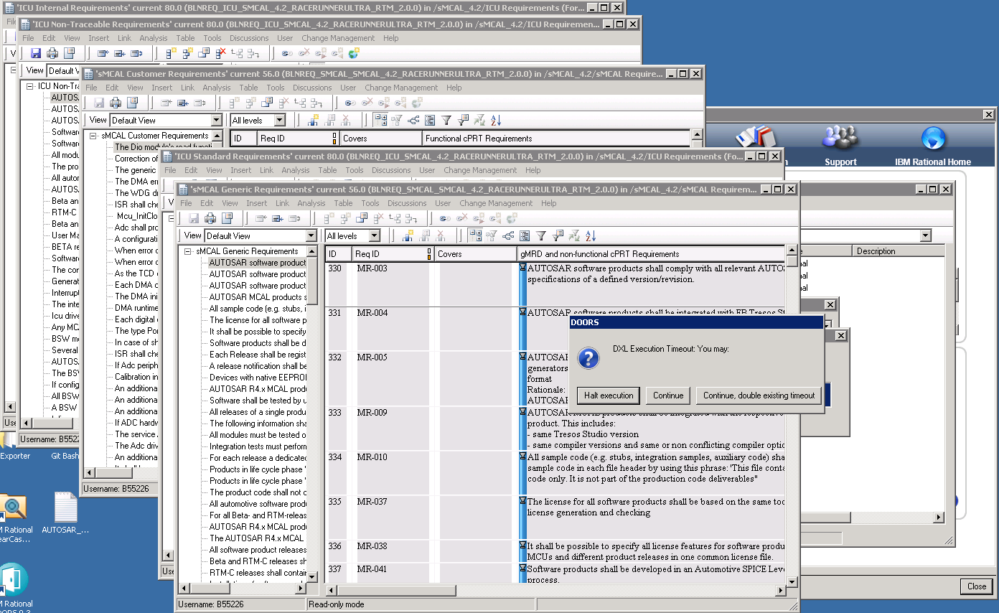 'ICU Internal Requirements' current 80.0 (BLNREQ_ICU_SMCAL_4.2_RACERRUNNERULTRA_RTM_2.0.0) in /sMCAL_4.2/ICU Requirements (For...
'ICU Non-Traceable Requirements' current 80.0 (BLNREQ_ICU_SMCAL_4.2_RACERUNNERULTRA_RTM_2.0.0) in /sMCAL_4.2/ICU Requiremen...
File Edit View Insert Link Analysis Table Tools Discussions User Change Management Help
View Default V
ICU Non-Tra
AUTOS
AUTOS
AUTOS
Softwar
Softwar
All modu
The pro
All autor
AUTOS
Beta an
RTM-C
Beta an
User Ma
BETA re
Softwar
The cor
Generat
Interrupt
The inte
Icu drive
Any MC
BSW m
Several
AUTOS
The BS
If config
All BSW
A BSW
Username: B5522
'sMCAL Customer Requirements' current 56.0 (BLNREQ_SMCAL_SMCAL_4.2_RACERUNNERULTRA_RTM_2.0.0) in /sMCAL_4.2/sMCAL Require...
File Edit View Insert Link Analysis Table Tools Discussions User Change Management Help
View Default View All levels
sMCAL Customer Requirements
ID Req ID Covers Functional cPRT Requirements
The Dio module's read functi
Correction of
The generic
The DMA er
The WDG d
ISR shall che
Mcu_InitClo
Adc shall pro
A configurati
When error c
When error c
As the TCD
Each DMA c
The DMA ini
DMA runtime
Each digital
The type Por
In case of sh
ISR shall che
If Adc periph
Calibration in
An additiona
An additiona
An additiona
If ADC hardw
The service
The Adc driv
An additiona
Username: B55226
'ICU Standard Requirements' current 80.0 (BLNREQ_ICU_SMCAL_4.2_RACERUNNERULTRA_RTM_2.0.0) in /sMCAL_4.2/ICU Requirements (Fo...
File Edit View Insert Link Analysis Table Tools Discussions User Change Management Help
'sMCAL Generic Requirements' current 56.0 (BLNREQ_SMCAL_SMCAL_4.2_RACERUNNERULTRA_RTM_2.0.0) in /sMCAL_4.2/sMCAL Requirem...
File Edit View Insert Link Analysis Table Tools Discussions User Change Management Help
View Default View All levels
sMCAL Generic Requirements
AUTOSAR software product
AUTOSAR software product
AUTOSAR software product
AUTOSAR MCAL products s
All sample code (e.g. stubs, i
The license for all software p
It shall be possible to specify
Software products shall be d
Each Release shall be regist
A release notification shall be
Devices with native EEPROI
AUTOSAR R4.x MCAL produ
Software shall be tested by u
All releases of a single produ
The following information sha
All modules must be tested o
Integration tests must perform
For each release a dedicated
Products in life cycle phase '
Products in life cycle phase '
The product code shall not c
All automotive software prod
For all Beta- and RTM-releas
AUTOSAR R4.x MCAL produ
The AUTOSAR R4.x MCAL
All software product releases
Beta and RTM-C releases sh
RTM-C releases shall contain
ID Req ID Covers gMRD and non-functional cPRT Requirements
330 MR-003 AUTOSAR software products shall comply with all relevant AUTO
specifications of a defined version/revision.
331 MR-004 AUTOSAR software products shall be integrated with EB Tresos St
332 MR-005 AUTOSAR
generators
format
Rationale:
AUTOSAR
333 MR-009 AUTOSAR MCAL products shall be integrated with the respective
product. This includes:
- same Tresos Studio version
- same compiler versions and same or non conflicting compiler optic
334 MR-010 All sample code (e.g. stubs, integration samples, auxiliary code) sha
sample code in each file header by using this phrase: "This file conta
code only. It is not part of the production code deliverables"
335 MR-037 The license for all software products shall be based on the same too
license generation and checking
336 MR-038 It shall be possible to specify all license features for software produ
MCUs and different product releases in one common license file.
337 MR-041 Software products shall be developed in an Automotive SPICE Leve
process.
Username: B55226 Read-only mode
DOORS
DXL Execution Timeout: You may:
Halt execution Continue Continue, double existing timeout
Support IBM Rational Home
Description
Close
Exporter Git Bash
M Rational
earCas...
AUTOSAR_...
M Rational